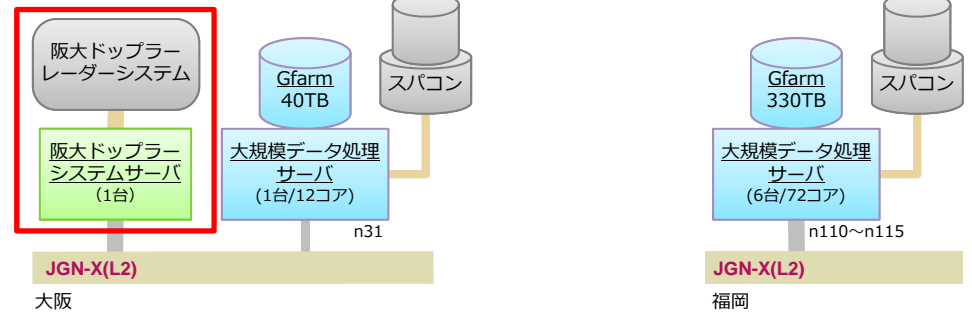 阪大ドップラー
レーダーシステム
阪大ドップラー
システムサーバ
（1台）
Gfarm
40TB
スパコン
大規模データ処理
サーバ
(1台/12コア)
n31
JGN-X(L2)
大阪
Gfarm
330TB
スパコン
大規模データ処理
サーバ
(6台/72コア)
n110～n115
JGN-X(L2)
福岡